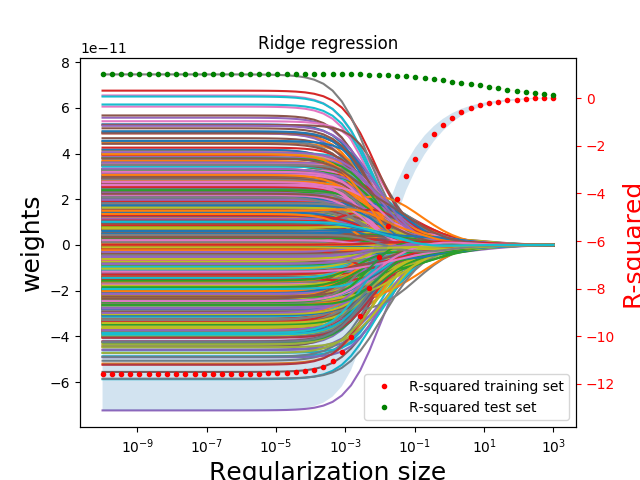 Ridge regression
1e−11
8
6
4
2
0
−2
−4
−6
weights
0
−2
−4
−6
−8
−10
−12
R-squared
R-squared training set
R-squared test set
10⁻⁹ 10⁻⁷ 10⁻⁵ 10⁻³ 10⁻¹ 10¹ 10³
Regularization size